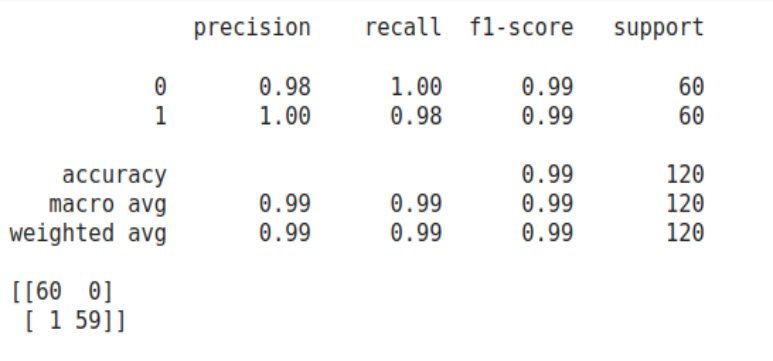 precision recall f1-score support
0 0.98 1.00 0.99 60
1 1.00 0.98 0.99 60
accuracy 0.99 120
macro avg 0.99 0.99 0.99 120
weighted avg 0.99 0.99 0.99 120
[[60 0]
[ 1 59]]